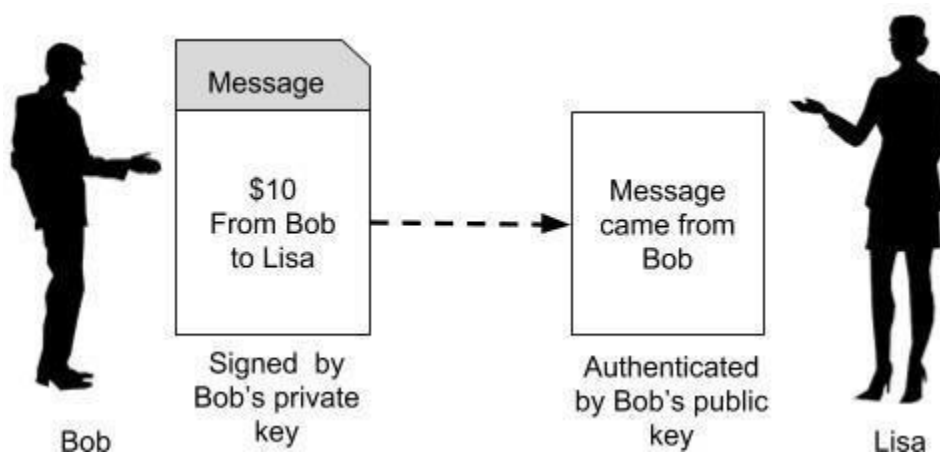 Message
$10
From Bob
to Lisa
Signed by
Bob's private
key
Bob
Message
came from
Bob
Authenticated
by Bob's public
key
Lisa